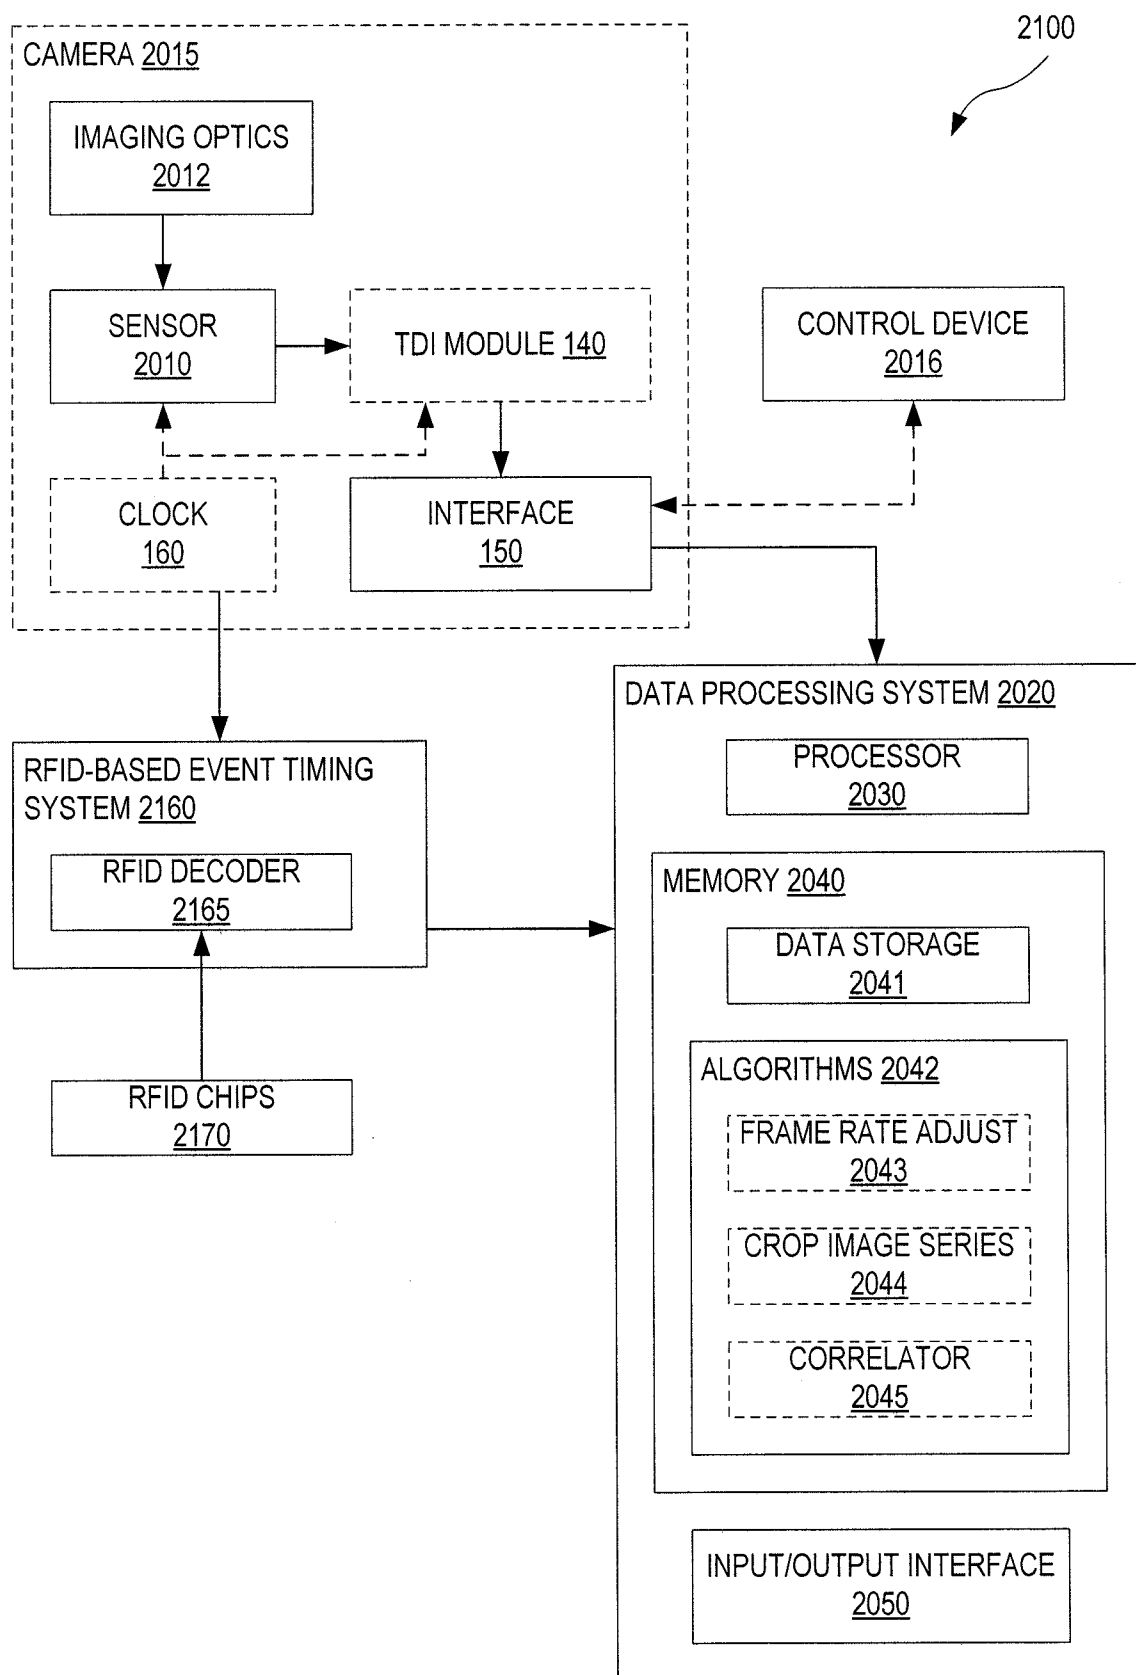 2100
CAMERA 2015
IMAGING OPTICS
2012
SENSOR
2010
TDI MODULE 140
CONTROL DEVICE
2016
CLOCK
160
INTERFACE
150
DATA PROCESSING SYSTEM 2020
PROCESSOR
2030
RFID-BASED EVENT TIMING
SYSTEM 2160
RFID DECODER
2165
MEMORY 2040
DATA STORAGE
2041
RFID CHIPS
2170
ALGORITHMS 2042
FRAME RATE ADJUST
2043
CROP IMAGE SERIES
2044
CORRELATOR
2045
INPUT/OUTPUT INTERFACE
2050